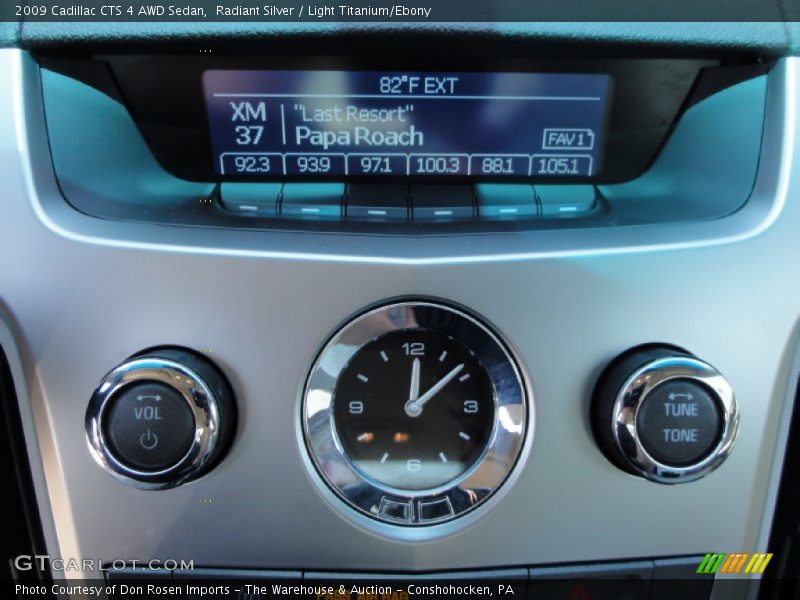 2009 Cadillac CTS 4 AWD Sedan,  Radiant Silver / Light Titanium/Ebony
82°F EXT
XM
"Last Resort"
37
Papa Roach
FAV1
92.3 93.9 97.1 100.3 88.1 105.1
12
9 3
6
VOL
TUNE
TONE
GTCarLot.com
Photo Courtesy of Don Rosen Imports - The Warehouse & Auction - Conshohocken, PA